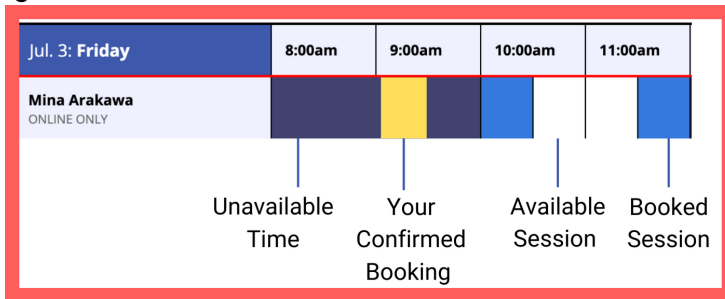 Jul. 3: Friday 8:00am 9:00am 10:00am 11:00am
Mina Arakawa
ONLINE ONLY
Unavailable
Time
Your
Confirmed
Booking
Available
Session
Booked
Session